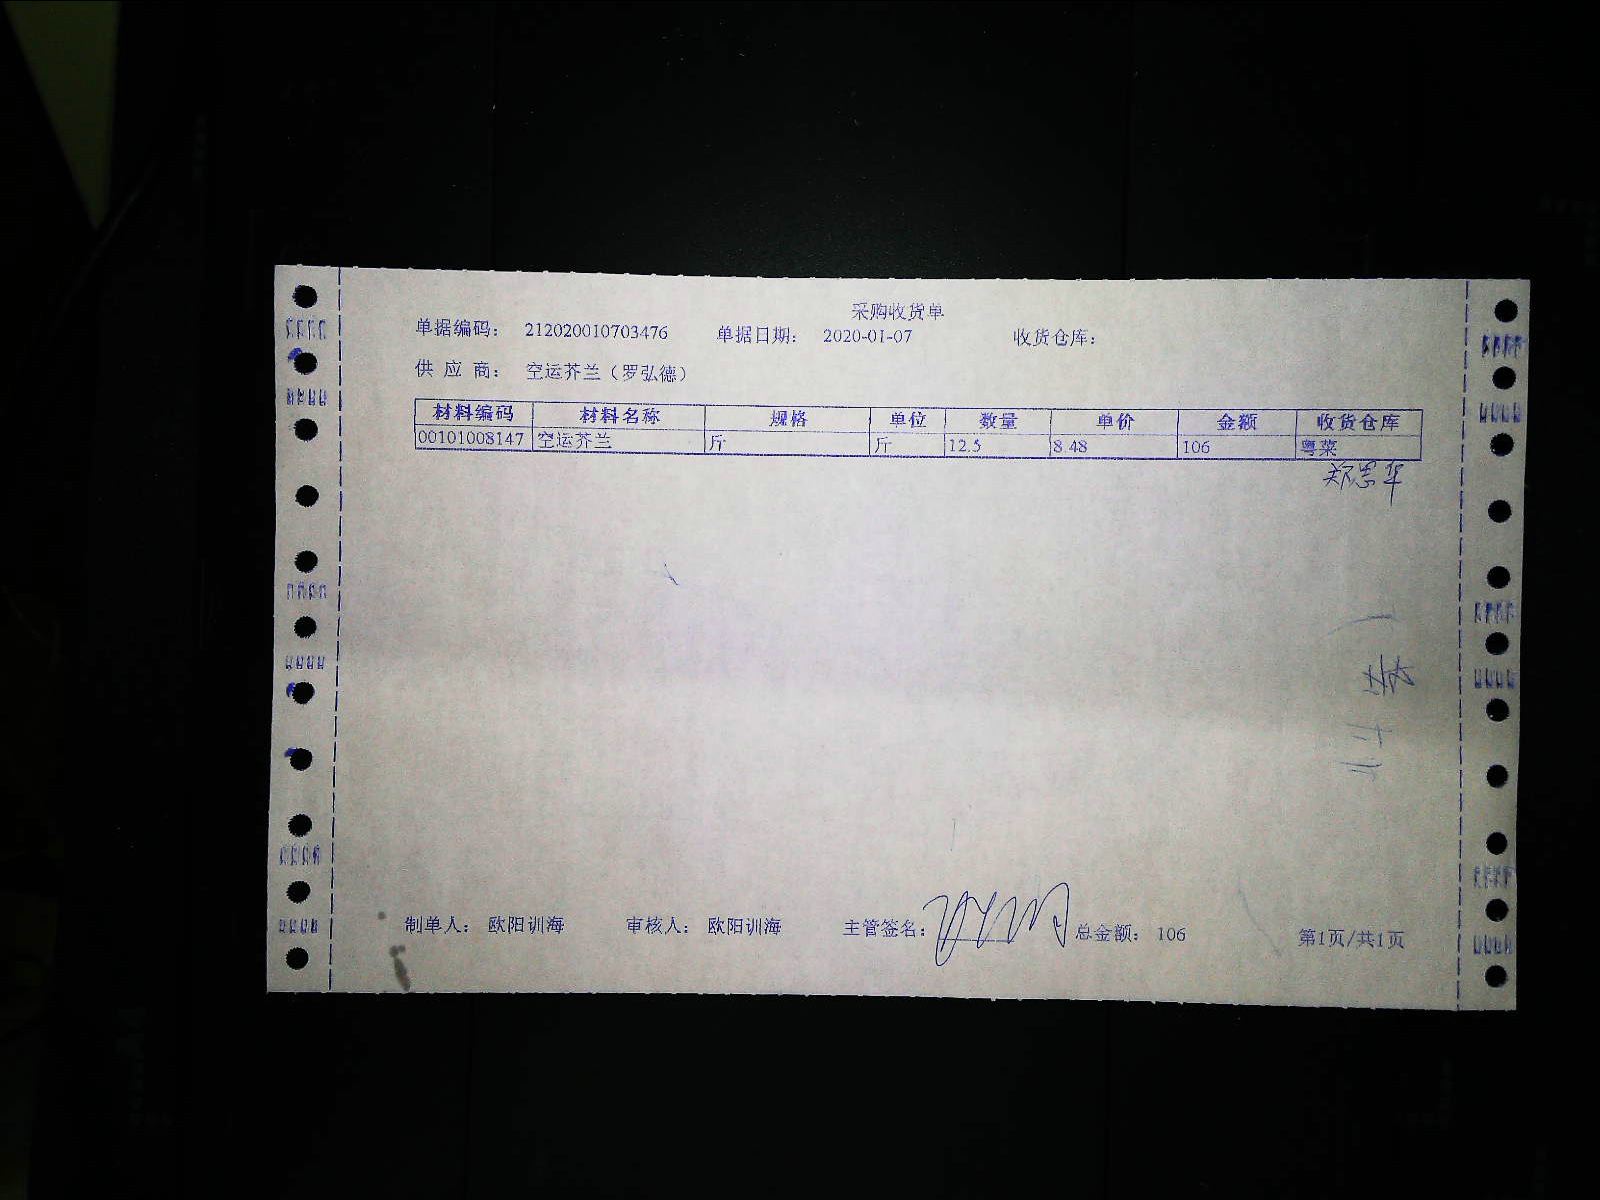 采购收货单
单据编码： 212020010703476 单据日期： 2020-01-07 收货仓库：
供 应 商： 空运芥兰（罗弘德）
材料编码 材料名称 规格 单位 数量 单价 金额 收货仓库
00101008147 空运芥兰 斤 斤 12.5 8.48 106 粤菜
制单人： 欧阳训海 审核人： 欧阳训海 主管签名： 总金额： 106 第1页/共1页